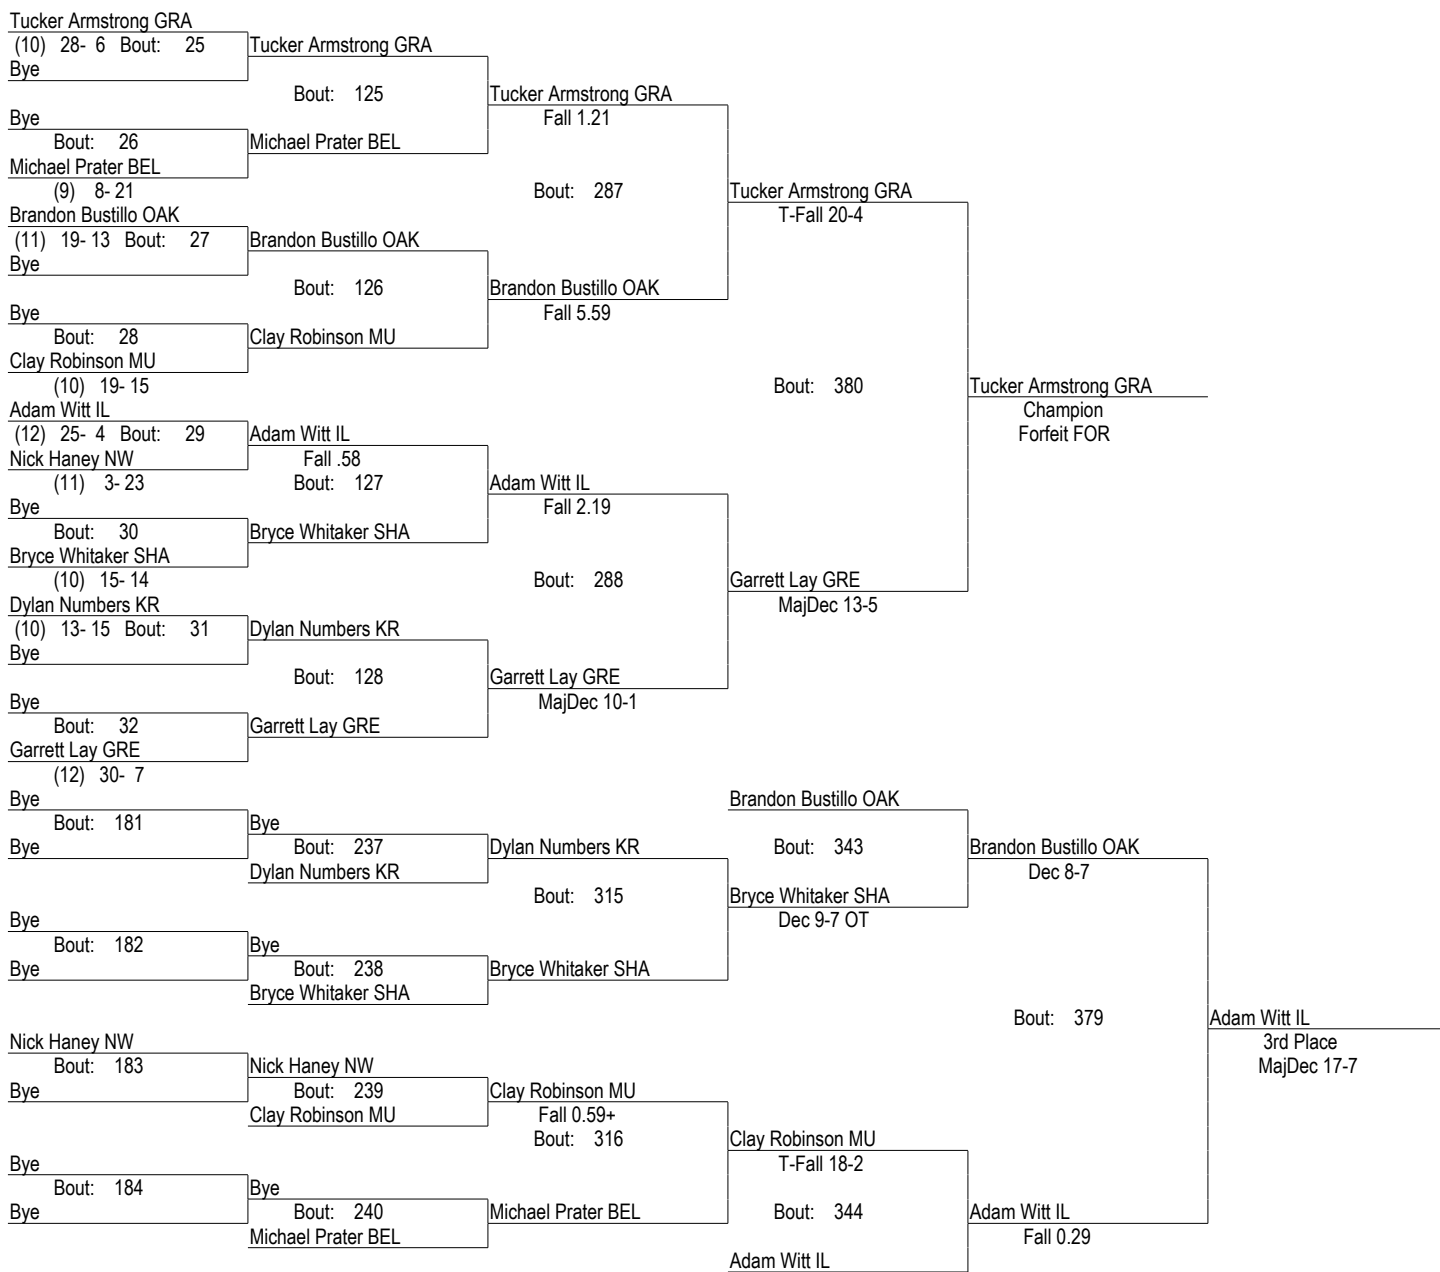 Tucker Armstrong GRA
(10) 28- 6 Bout: 25 Tucker Armstrong GRA
Bye
Bout: 125 Tucker Armstrong GRA
Bye Fall 1.21
Bout: 26 Michael Prater BEL
Michael Prater BEL
(9) 8- 21 Bout: 287 Tucker Armstrong GRA
Brandon Bustillo OAK T-Fall 20-4
(11) 19- 13 Bout: 27 Brandon Bustillo OAK
Bye
Bout: 126 Brandon Bustillo OAK
Bye Fall 5.59
Bout: 28 Clay Robinson MU
Clay Robinson MU
(10) 19- 15 Bout: 380 Tucker Armstrong GRA
Adam Witt IL Champion
(12) 25- 4 Bout: 29 Adam Witt IL Forfeit FOR
Nick Haney NW Fall .58
(11) 3- 23 Bout: 127 Adam Witt IL
Bye Fall 2.19
Bout: 30 Bryce Whitaker SHA
Bryce Whitaker SHA
(10) 15- 14 Bout: 288 Garrett Lay GRE
Dylan Numbers KR MajDec 13-5
(10) 13- 15 Bout: 31 Dylan Numbers KR
Bye
Bout: 128 Garrett Lay GRE
Bye MajDec 10-1
Bout: 32 Garrett Lay GRE
Garrett Lay GRE
(12) 30- 7
Bye Brandon Bustillo OAK
Bout: 181 Bye
Bye Bout: 237 Dylan Numbers KR Bout: 343 Brandon Bustillo OAK
Dylan Numbers KR Dec 8-7
Bout: 315 Bryce Whitaker SHA
Bye Dec 9-7 OT
Bout: 182 Bye
Bye Bout: 238 Bryce Whitaker SHA
Bryce Whitaker SHA
Bout: 379 Adam Witt IL
Nick Haney NW 3rd Place
Bout: 183 Nick Haney NW MajDec 17-7
Bye Bout: 239 Clay Robinson MU
Clay Robinson MU Fall 0.59+
Bout: 316 Clay Robinson MU
Bye T-Fall 18-2
Bout: 184 Bye
Bye Bout: 240 Michael Prater BEL Bout: 344 Adam Witt IL
Michael Prater BEL Fall 0.29
Adam Witt IL